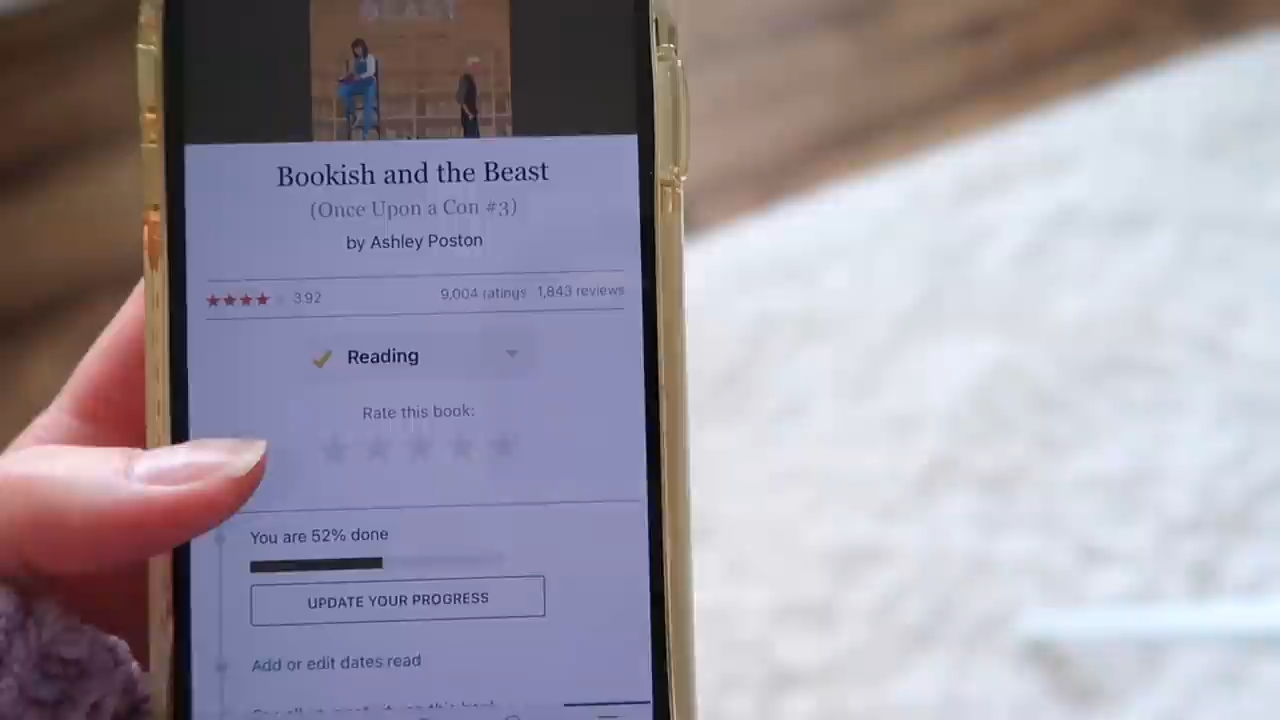 BEAST
Bookish and the Beast
(Once Upon a Con #3)
by Ashley Poston
3.92 9,004 ratings 1,843 reviews
Reading
Rate this book:
You are 52% done
UPDATE YOUR PROGRESS
Add or edit dates read